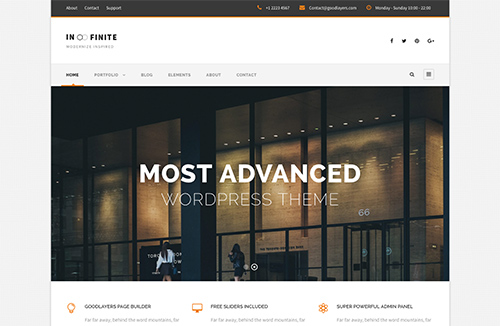 About Contact Support +1 2223 4567 Contact@goodlayers.com Monday - Sunday 10:00 - 22:00
IN FINITE
MODERNIZE INSPIRED
HOME PORTFOLIO BLOG ELEMENTS ABOUT CONTACT
MOST ADVANCED
WORDPRESS THEME
66
GOODLAYERS PAGE BUILDER FREE SLIDERS INCLUDED SUPER POWERFUL ADMIN PANEL
Far far away, behind the word mountains, far Far far away, behind the word mountains, far Far far away, behind the word mountains, far